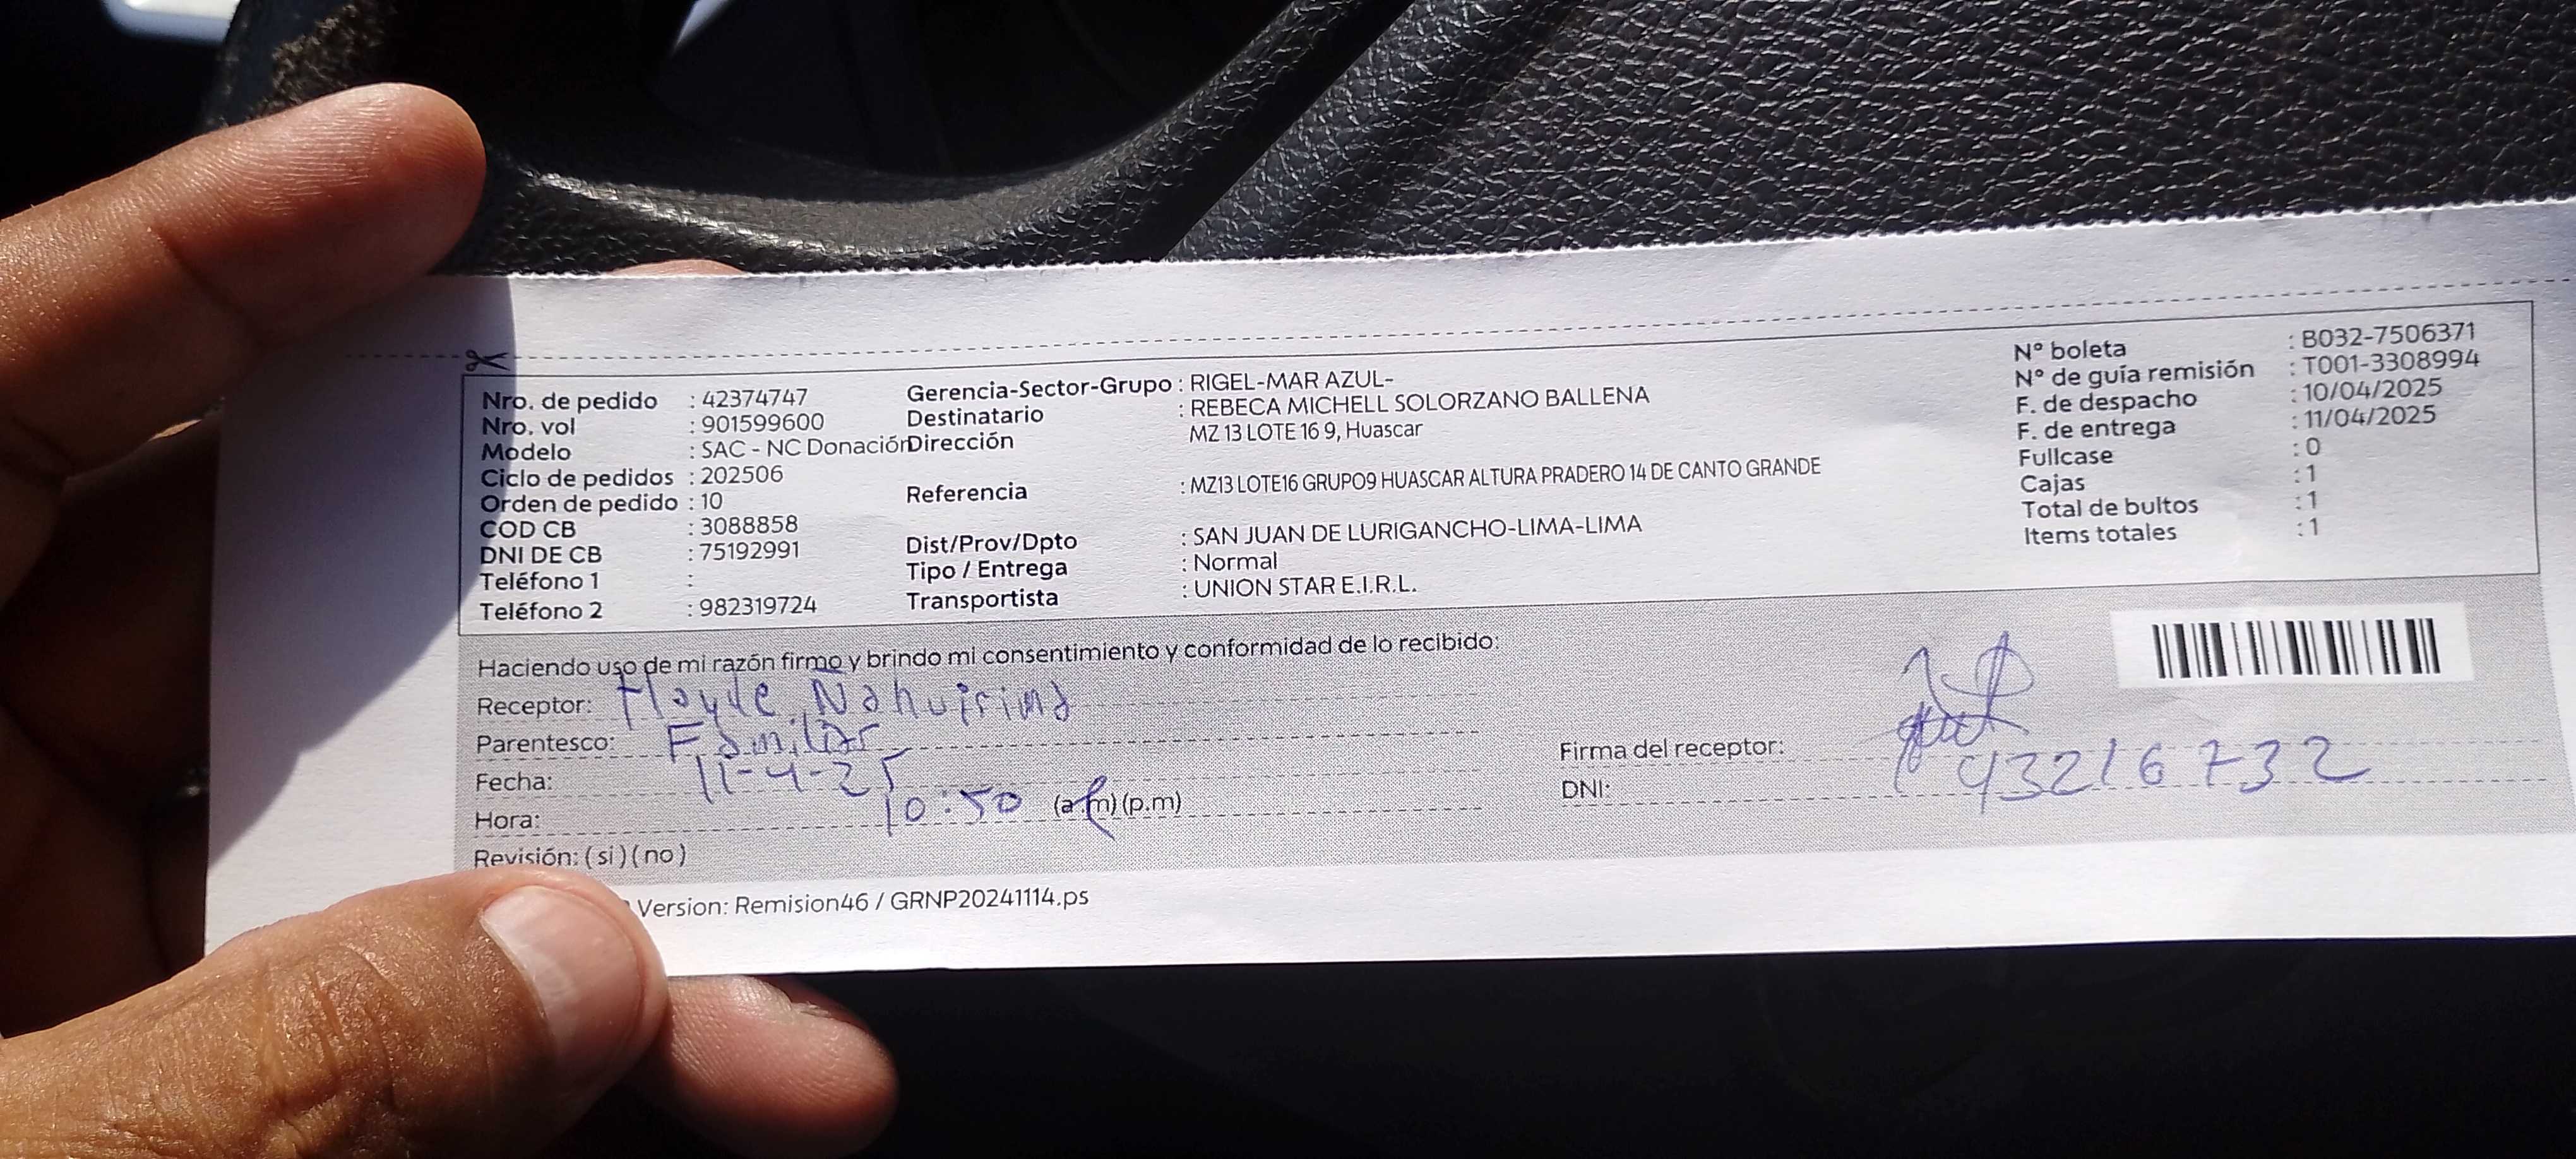 Nro. de pedido : 42374747
Nro. vol : 901599600
Modelo : SAC - NC Donación
Ciclo de pedidos : 202506
Orden de pedido : 10
COD CB : 3088858
DNI DE CB : 75192991
Teléfono 1 :
Teléfono 2 : 982319724
Gerencia-Sector-Grupo : RIGEL-MAR AZUL-
Destinatario : REBECA MICHELL SOLORZANO BALLENA
Dirección MZ 13 LOTE 16 9, Huascar
Referencia : MZ13 LOTE16 GRUPO9 HUASCAR ALTURA PRADERO 14 DE CANTO GRANDE
Dist/Prov/Dpto : SAN JUAN DE LURIGANCHO-LIMA-LIMA
Tipo / Entrega : Normal
Transportista : UNION STAR E.I.R.L.
N° boleta : B032-7506371
N° de guía remisión : T001-3308994
F. de despacho : 10/04/2025
F. de entrega : 11/04/2025
Fullcase : 0
Cajas : 1
Total de bultos : 1
Items totales : 1
Haciendo uso de mi razón firmo y brindo mi consentimiento y conformidad de lo recibido:
Receptor: Ñahuirima
Parentesco: Familiar
Fecha: 11-4-25
Hora: 10:50 (a.m) (p.m)
Revisión: (si) (no)
Firma del receptor:
DNI: 43216732
Version: Remision46 / GRNP20241114.ps